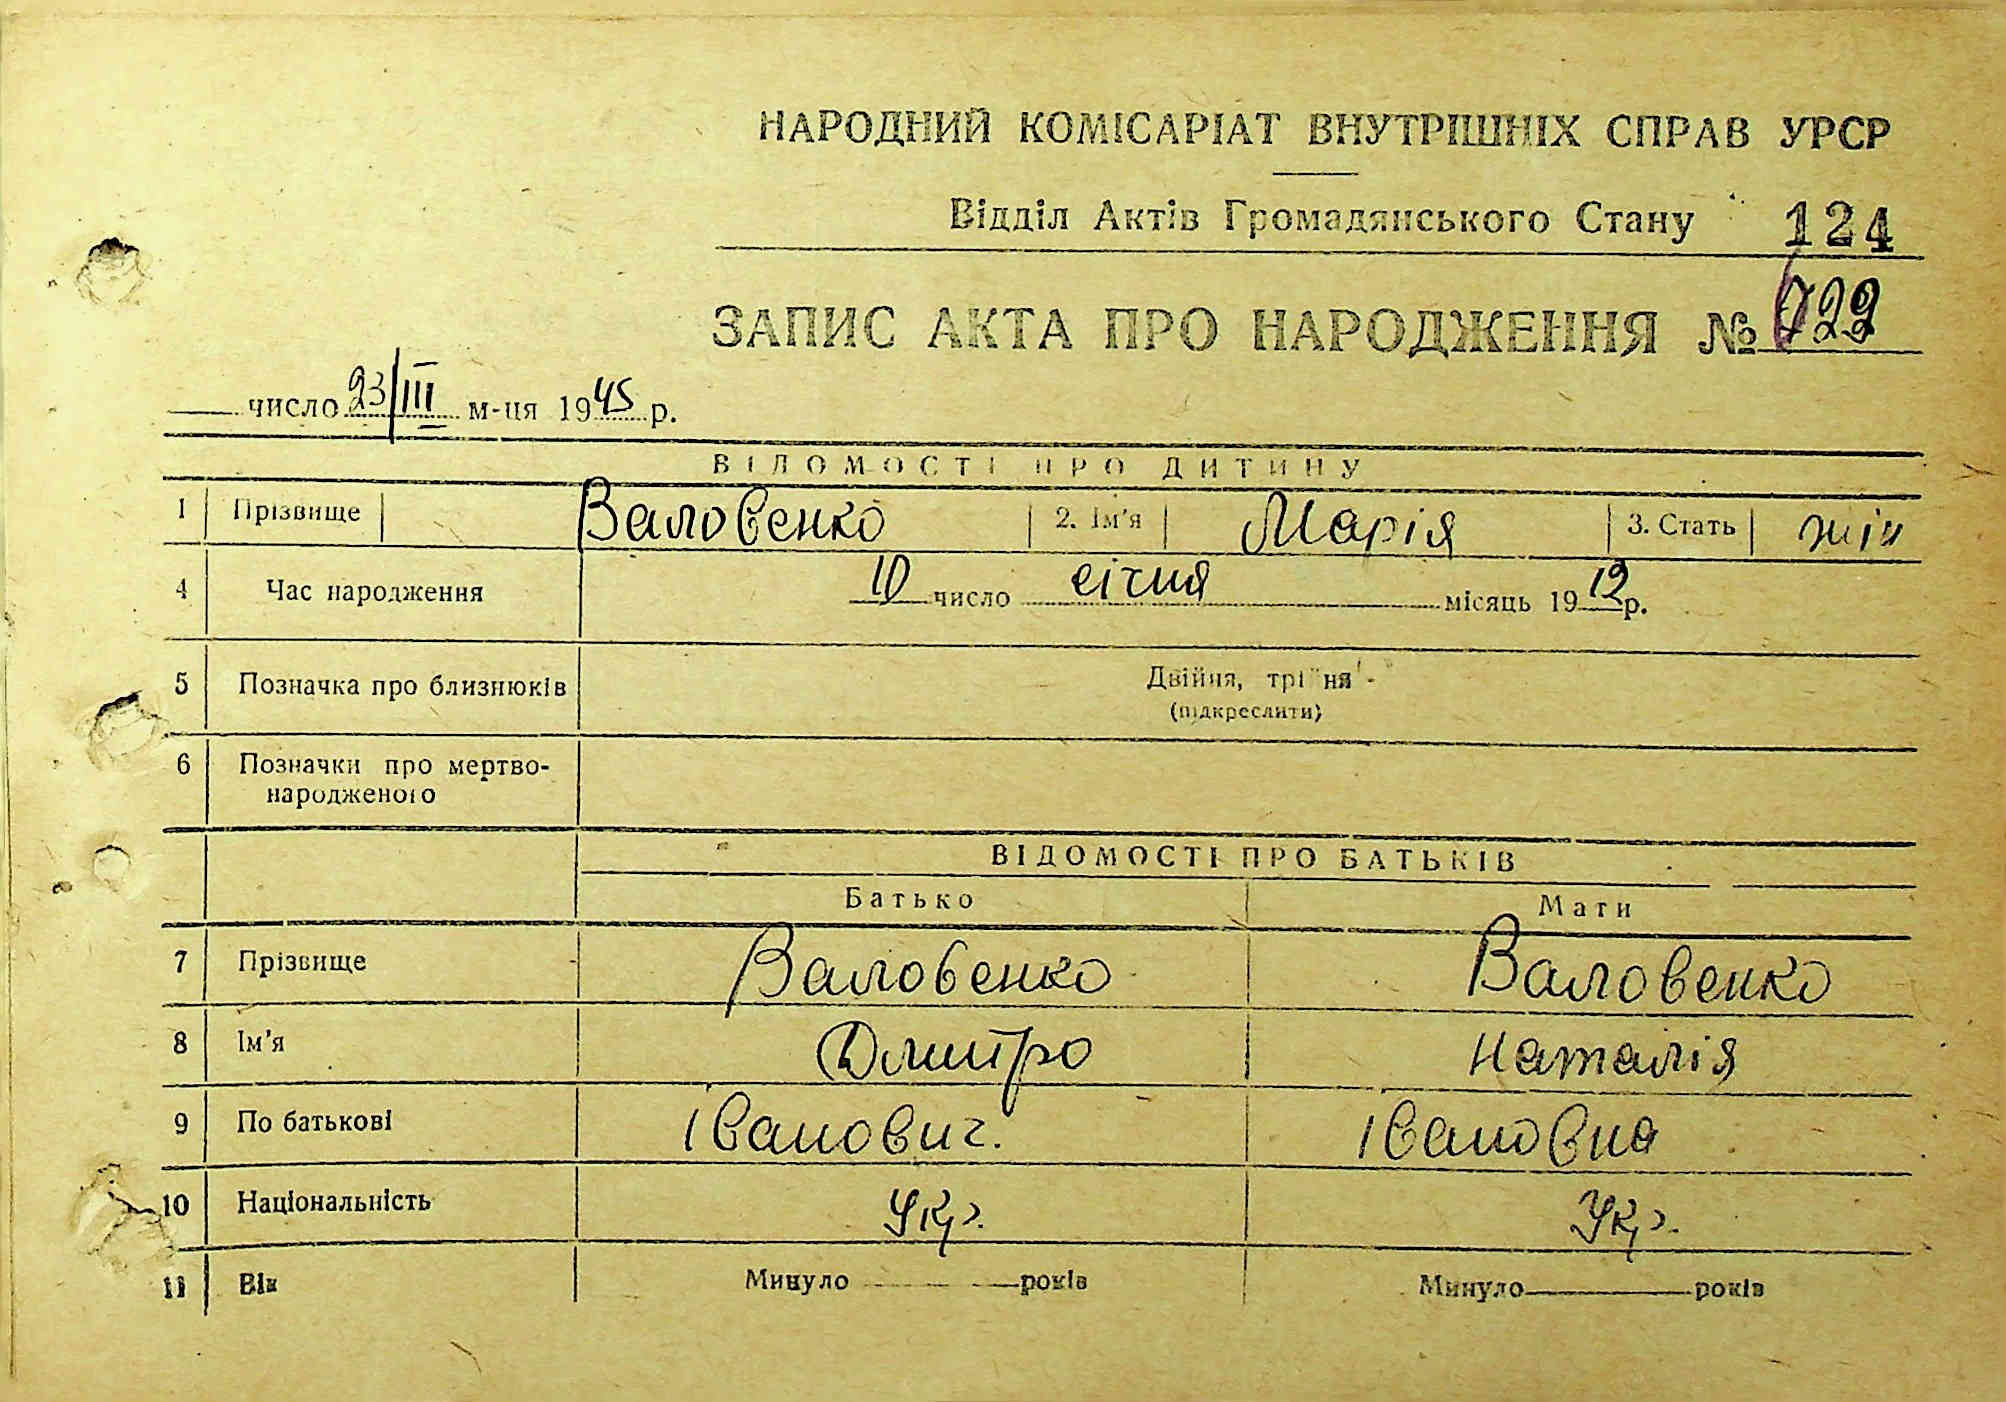 НАРОДНИЙ КОМІСАРІАТ ВНУТРІШНІХ СПРАВ УРСР
Відділ Актів Громадянського Стану 124
ЗАПИС АКТА ПРО НАРОДЖЕННЯ № 722
число 23/III м-ця 1945 р.
ВІДОМОСТІ ПРО ДИТИНУ
1 Прізвище Валовенко 2. Ім'я Марія 3. Стать жін
4 Час народження 10 число січня місяць 1912 р.
5 Позначка про близнюків Двійня, трійня
(підкреслити)
6 Позначки про мертво-
народженого
ВІДОМОСТІ ПРО БАТЬКІВ
Батько Мати
7 Прізвище Валовенко Валовенко
8 Ім'я Дмитро Наталія
9 По батькові Іванович. Івановна
10 Національність Укр. Укр.
11 Вік Минуло років Минуло років